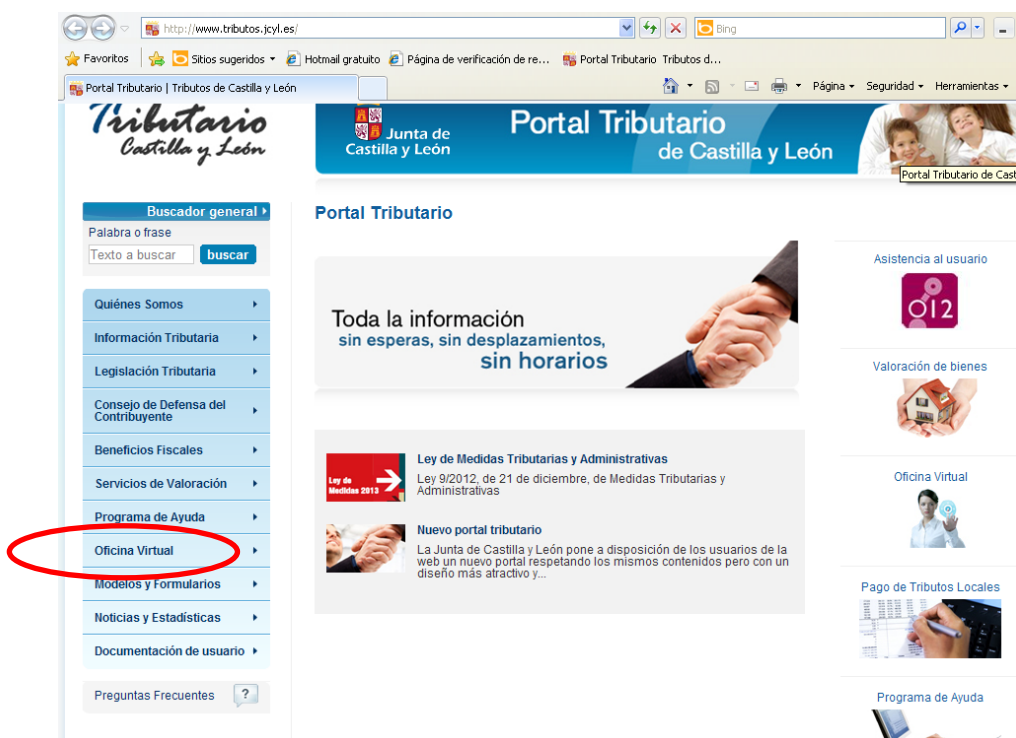 http://www.tributos.jcyl.es/
Bing
Favoritos
Sitios sugeridos
Hotmail gratuito
Página de verificación de re...
Portal Tributario Tributos d...
Portal Tributario | Tributos de Castilla y León
Página
Seguridad
Herramientas
Tributario
Castilla y León
Junta de
Castilla y León
Portal Tributario
de Castilla y León
Portal Tributario de Cast
Buscador general
Palabra o frase
Texto a buscar
buscar
Quiénes Somos
Información Tributaria
Legislación Tributaria
Consejo de Defensa del
Contribuyente
Beneficios Fiscales
Servicios de Valoración
Programa de Ayuda
Oficina Virtual
Modelos y Formularios
Noticias y Estadísticas
Documentación de usuario
Preguntas Frecuentes
?
Portal Tributario
Toda la información
sin esperas, sin desplazamientos,
sin horarios
Ley de
Medidas 2013
Ley de Medidas Tributarias y Administrativas
Ley 9/2012, de 21 de diciembre, de Medidas Tributarias y
Administrativas
Nuevo portal tributario
La Junta de Castilla y León pone a disposición de los usuarios de la
web un nuevo portal respetando los mismos contenidos pero con un
diseño más atractivo y...
Asistencia al usuario
012
Valoración de bienes
Oficina Virtual
Pago de Tributos Locales
Programa de Ayuda